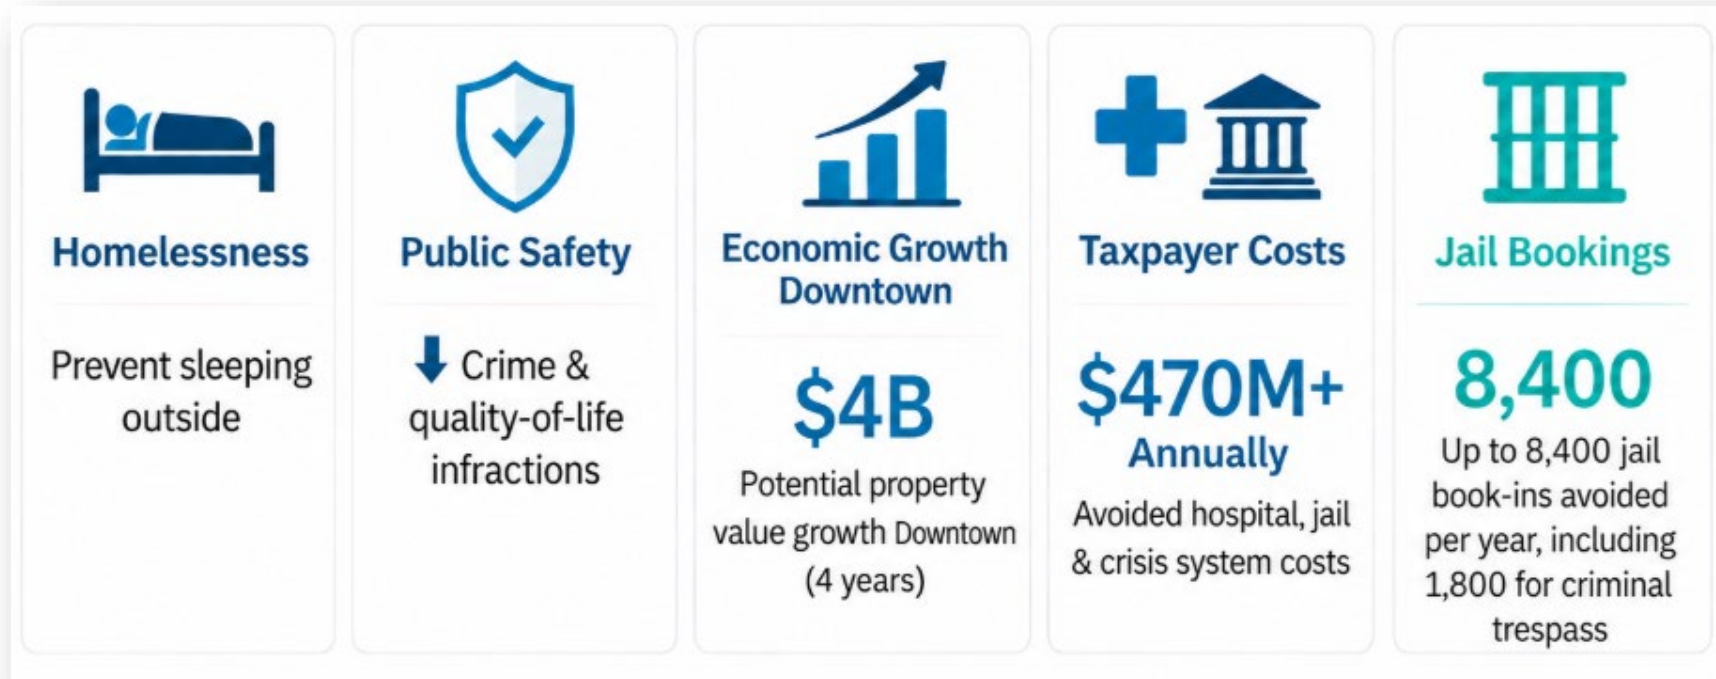 Homelessness
Prevent sleeping
outside
Public Safety
Crime &
quality-of-life
infractions
Economic Growth
Downtown
$4B
Potential property
value growth Downtown
(4 years)
Taxpayer Costs
$470M+
Annually
Avoided hospital, jail
& crisis system costs
Jail Bookings
8,400
Up to 8,400 jail
book-ins avoided
per year, including
1,800 for criminal
trespass